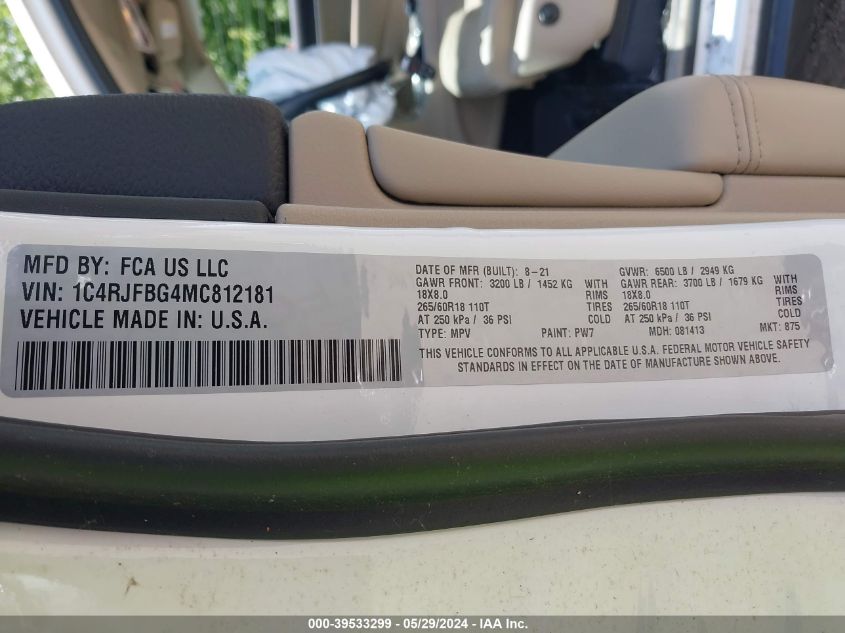 MFD BY: FCA US LLC
VIN: 1C4RJFBG4MC812181
VEHICLE MADE IN: U.S.A.
DATE OF MFR (BUILT): 8-21 GVWR: 6500 LB / 2949 KG
GAWR FRONT: 3200 LB / 1452 KG WITH GAWR REAR: 3700 LB / 1679 KG WITH
18X8.0 RIMS 18X8.0 RIMS
265/60R18 110T TIRES 265/60R18 110T TIRES
AT 250 kPa / 36 PSI COLD AT 250 kPa / 36 PSI COLD
TYPE: MPV PAINT: PW7 MDH: 081413 MKT: 875
THIS VEHICLE CONFORMS TO ALL APPLICABLE U.S.A. FEDERAL MOTOR VEHICLE SAFETY
STANDARDS IN EFFECT ON THE DATE OF MANUFACTURE SHOWN ABOVE.
000-39533299 - 05/29/2024 - IAA Inc.